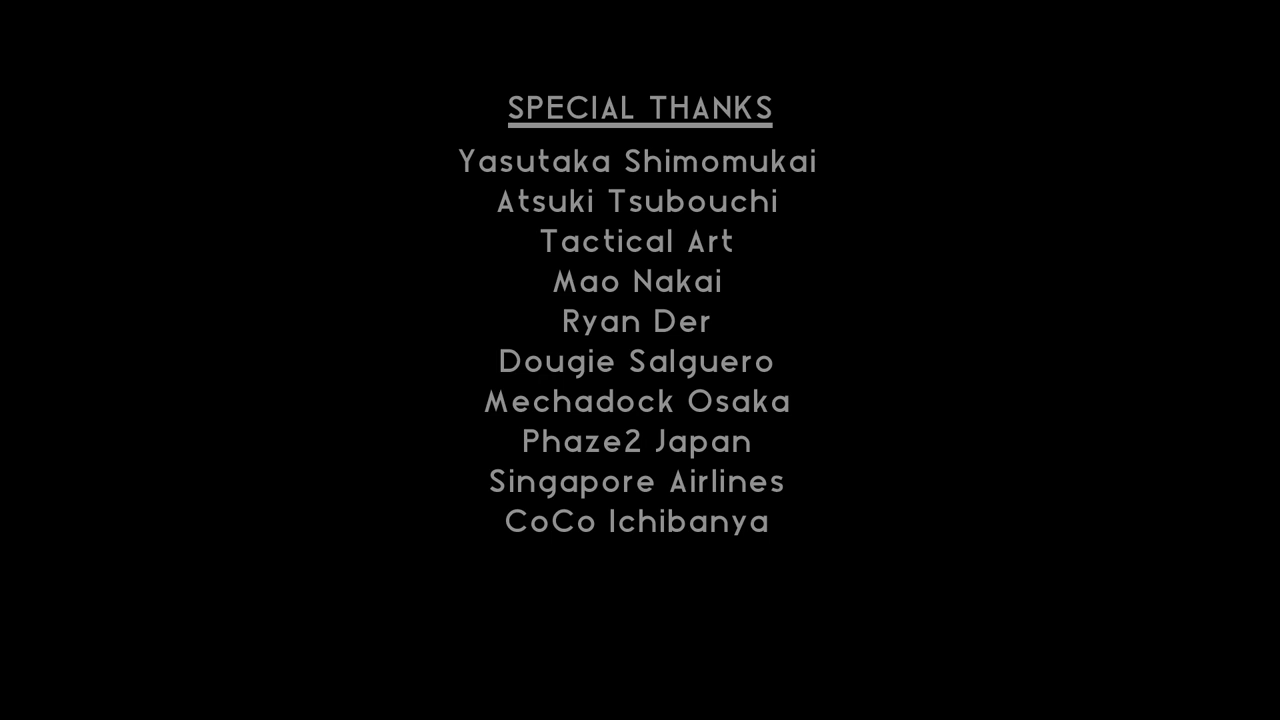 SPECIAL THANKS
Yasutaka Shimomukai
Atsuki Tsubouchi
Tactical Art
Mao Nakai
Ryan Der
Dougie Salguero
Mechadock Osaka
Phaze2 Japan
Singapore Airlines
CoCo Ichibanya